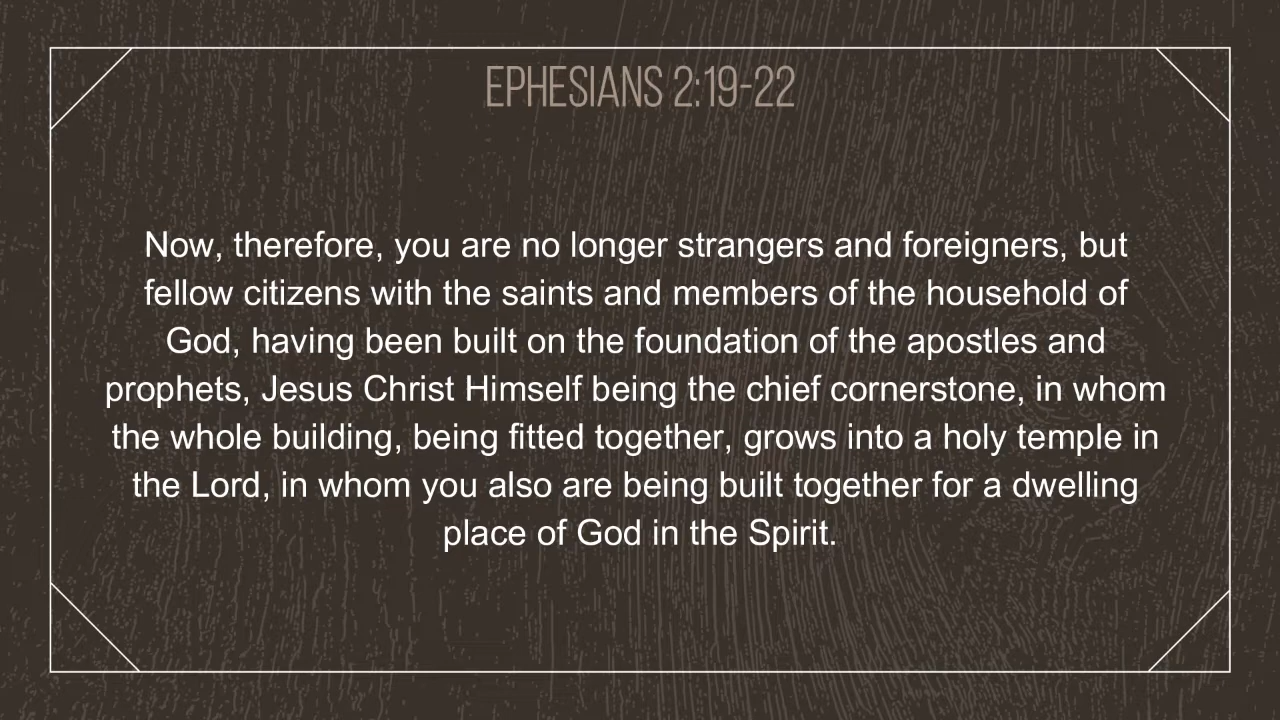 EPHESIANS 2:19-22
Now, therefore, you are no longer strangers and foreigners, but
fellow citizens with the saints and members of the household of
God, having been built on the foundation of the apostles and
prophets, Jesus Christ Himself being the chief cornerstone, in whom
the whole building, being fitted together, grows into a holy temple in
the Lord, in whom you also are being built together for a dwelling
place of God in the Spirit.